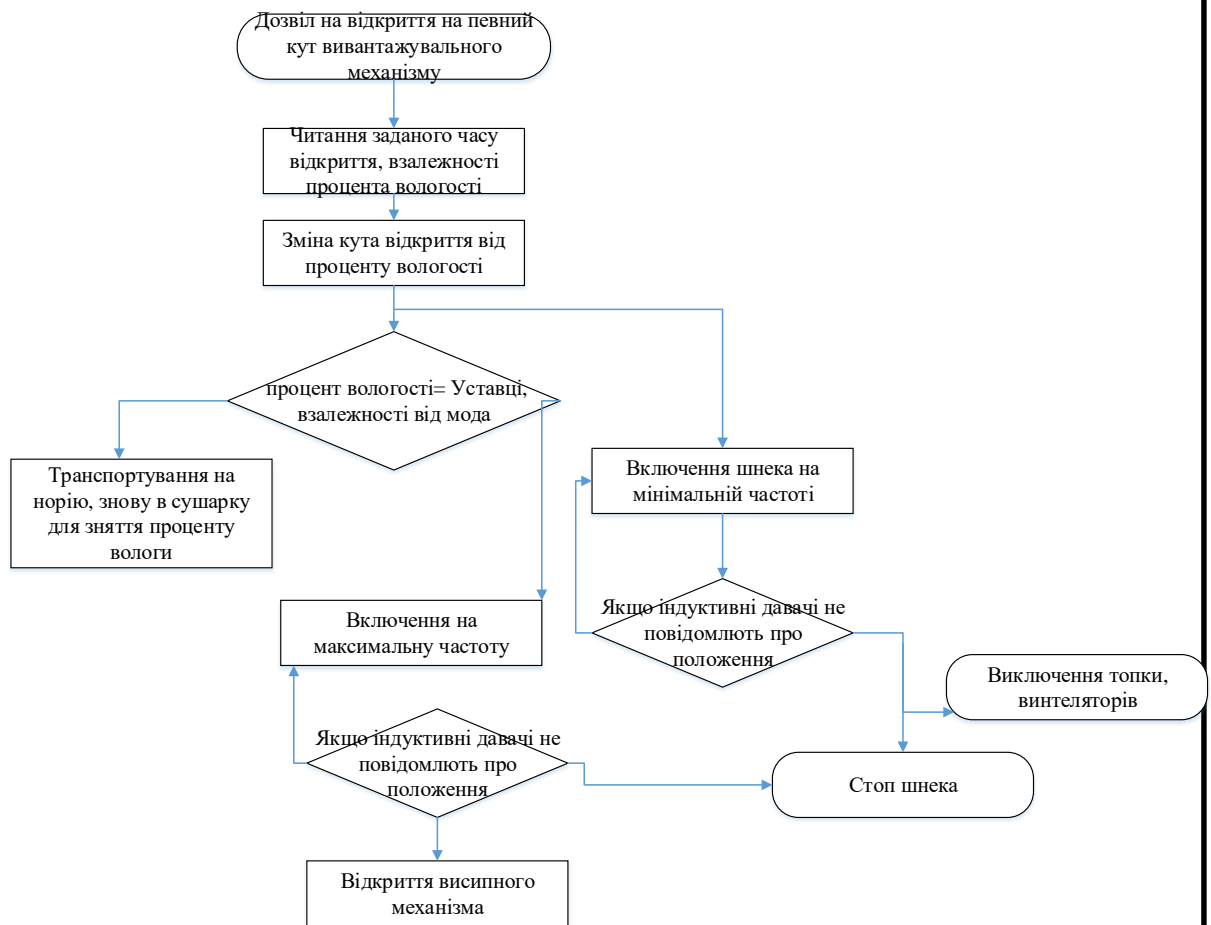 Дозвіл на відкриття на певний
кут вивантажувального
механізму
Читання заданого часу
відкриття, взалежності
процента вологості
Зміна кута відкриття від
проценту вологості
процент вологості= Уставці,
взалежності від мода
Транспортування на
норію, знову в сушарку
для зняття проценту
вологи
Включення шнека на
мінімальній частоті
Включення на
максимальну частоту
Якщо індуктивні давачі не
повідомлють про
положення
Виключення топки,
винтеляторів
Якщо індуктивні давачі не
повідомлють про
положення
Стоп шнека
Відкриття висипного
механізма